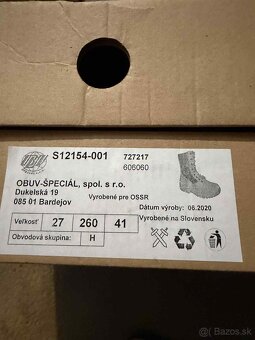 S12154-001
727217
606060
OBUV-ŠPECIÁL, spol. s r.o.
Dukelská 19
085 01 Bardejov
Vyrobené pre OSSR
Dátum výroby: 06.2020
Vyrobené na Slovensku
Veľkosť 27 260 41
Obvodová skupina: H
bazos.sk